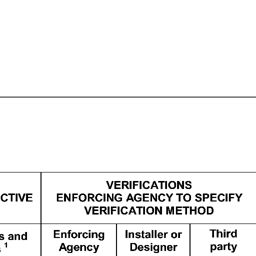 VERIFICATIONS
CTIVE ENFORCING AGENCY TO SPECIFY
VERIFICATION METHOD
s and Enforcing Installer or Third
1 Agency Designer party